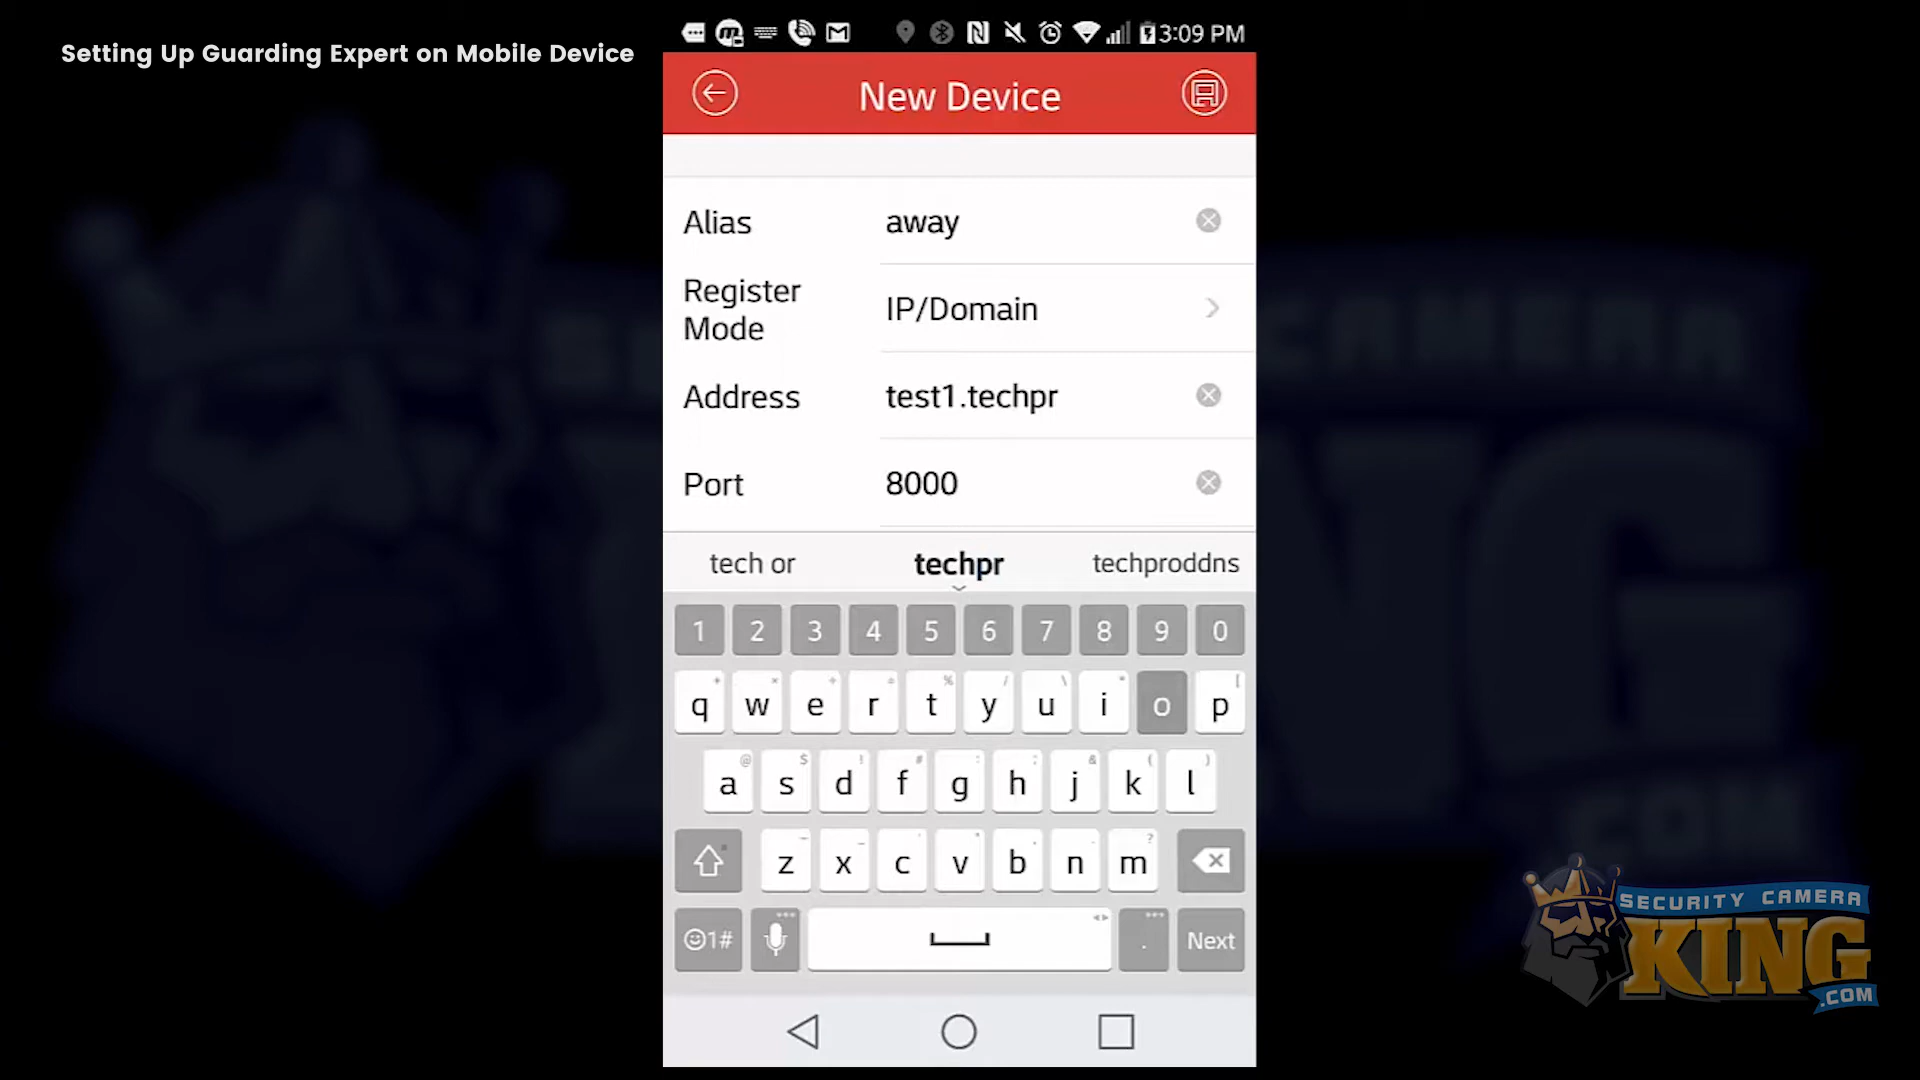 Setting Up Guarding Expert on Mobile Device
3:09 PM
New Device
Alias away
Register Mode IP/Domain
Address test1.techpr
Port 8000
tech or techpr techproddns
1 2 3 4 5 6 7 8 9 0
q w e r t y u i o p
a s d f g h j k l
z x c v b n m
1# . Next
SECURITY CAMERA
KING
.COM